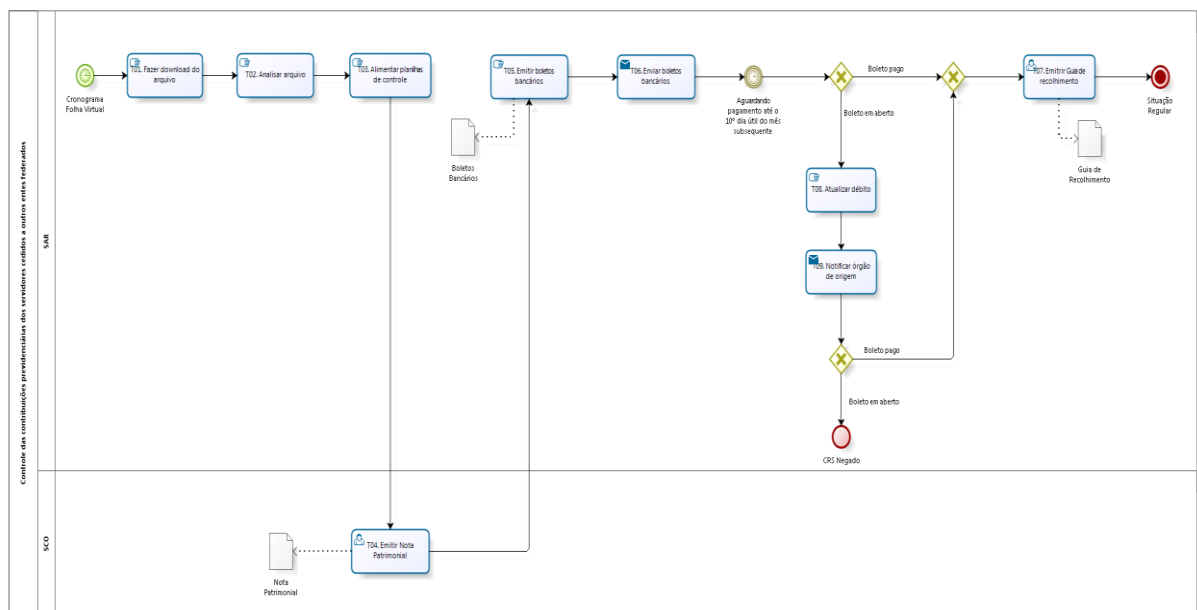 Controle das contribuições previdenciárias dos servidores cedidos a outros entes federados
SAR
Cronograma
Folha Virtual
T01. Fazer download do
arquivo
T02. Analisar arquivo
T03. Alimentar planilhas
de controle
T05. Emitir boletos
bancários
Boletos
Bancários
T06. Enviar boletos
bancários
Aguardando
pagamento até o
10º dia útil do mês
subsequente
Boleto pago
Boleto em aberto
T07. Emitrir Guia de
recolhimento
Guia de
Recolhimento
Situação
Regular
T08. Atualizar débito
T09. Notificar órgão
de origem
Boleto pago
Boleto em aberto
CRS Negado
SCO
T04. Emitir Nota
Patrimonial
Nota
Patrimonial